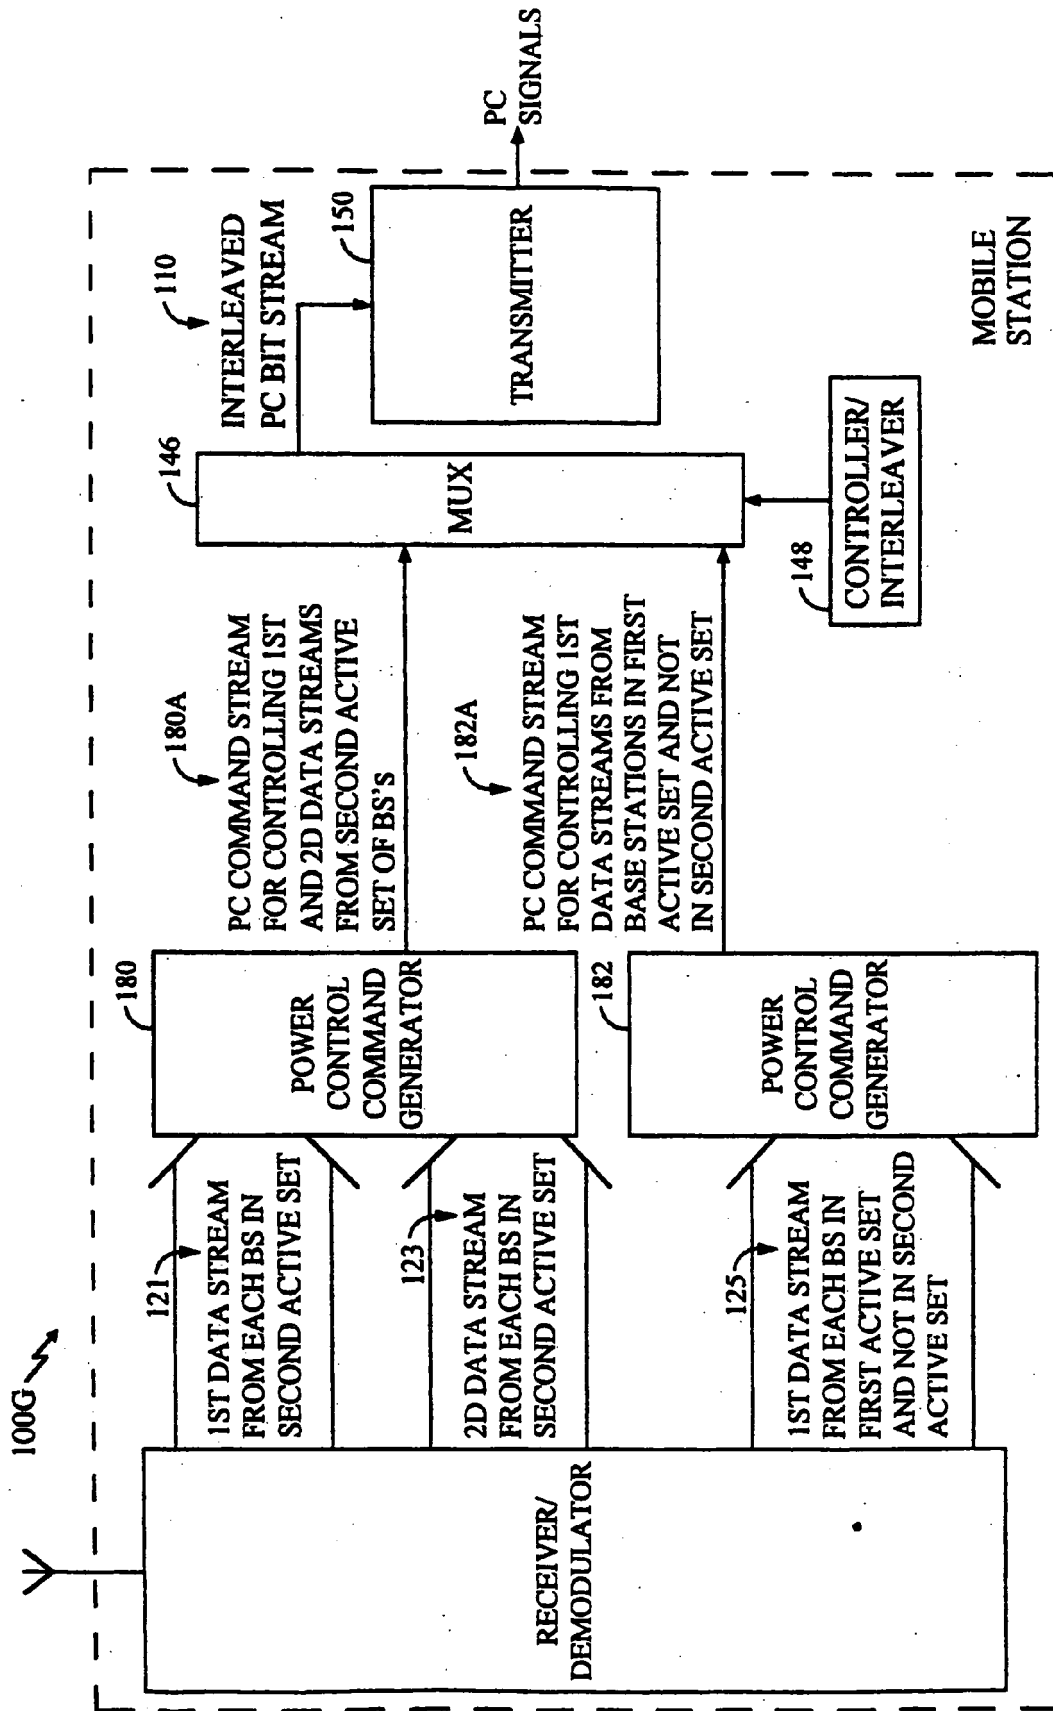 100G
RECEIVER/
DEMODULATOR
121
1ST DATA STREAM
FROM EACH BS IN
SECOND ACTIVE SET
123
2D DATA STREAM
FROM EACH BS IN
SECOND ACTIVE SET
125
1ST DATA STREAM
FROM EACH BS IN
FIRST ACTIVE SET
AND NOT IN SECOND
ACTIVE SET
180
POWER
CONTROL
COMMAND
GENERATOR
182
POWER
CONTROL
COMMAND
GENERATOR
180A
PC COMMAND STREAM
FOR CONTROLLING 1ST
AND 2D DATA STREAMS
FROM SECOND ACTIVE
SET OF BS's
182A
PC COMMAND STREAM
FOR CONTROLLING 1ST
DATA STREAMS FROM
BASE STATIONS IN FIRST
ACTIVE SET AND NOT
IN SECOND ACTIVE SET
146
MUX
148
CONTROLLER/
INTERLEAVER
110
INTERLEAVED
PC BIT STREAM
150
TRANSMITTER
PC
SIGNALS
MOBILE
STATION